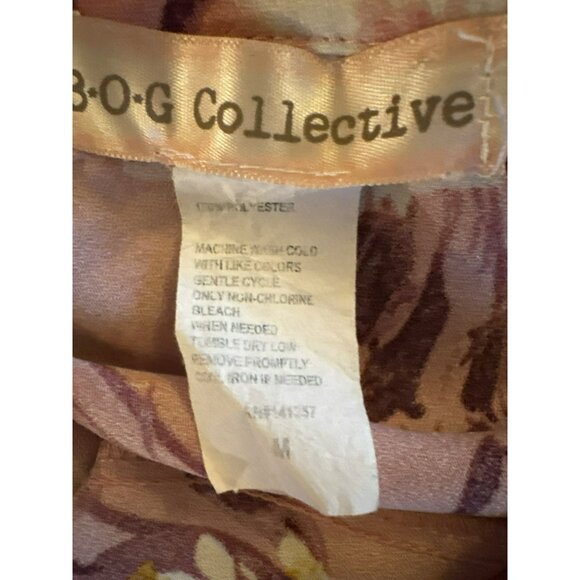 B·O·G Collective
100% POLYESTER
MACHINE WASH COLD
WITH LIKE COLORS
GENTLE CYCLE
ONLY NON-CHLORINE
BLEACH
WHEN NEEDED
TUMBLE DRY LOW
REMOVE PROMPTLY
COOL IRON IF NEEDED
M